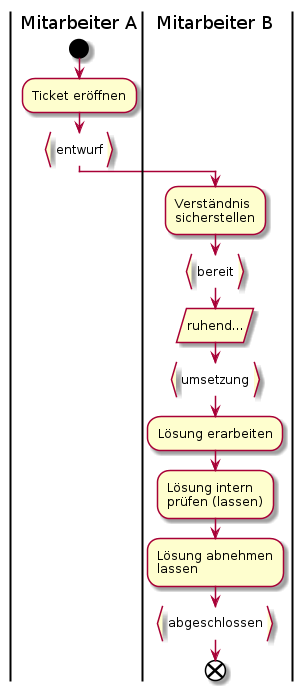 Mitarbeiter A
Mitarbeiter B
Ticket eröffnen
entwurf
Verständnis
sicherstellen
bereit
ruhend...
umsetzung
Lösung erarbeiten
Lösung intern
prüfen (lassen)
Lösung abnehmen
lassen
abgeschlossen